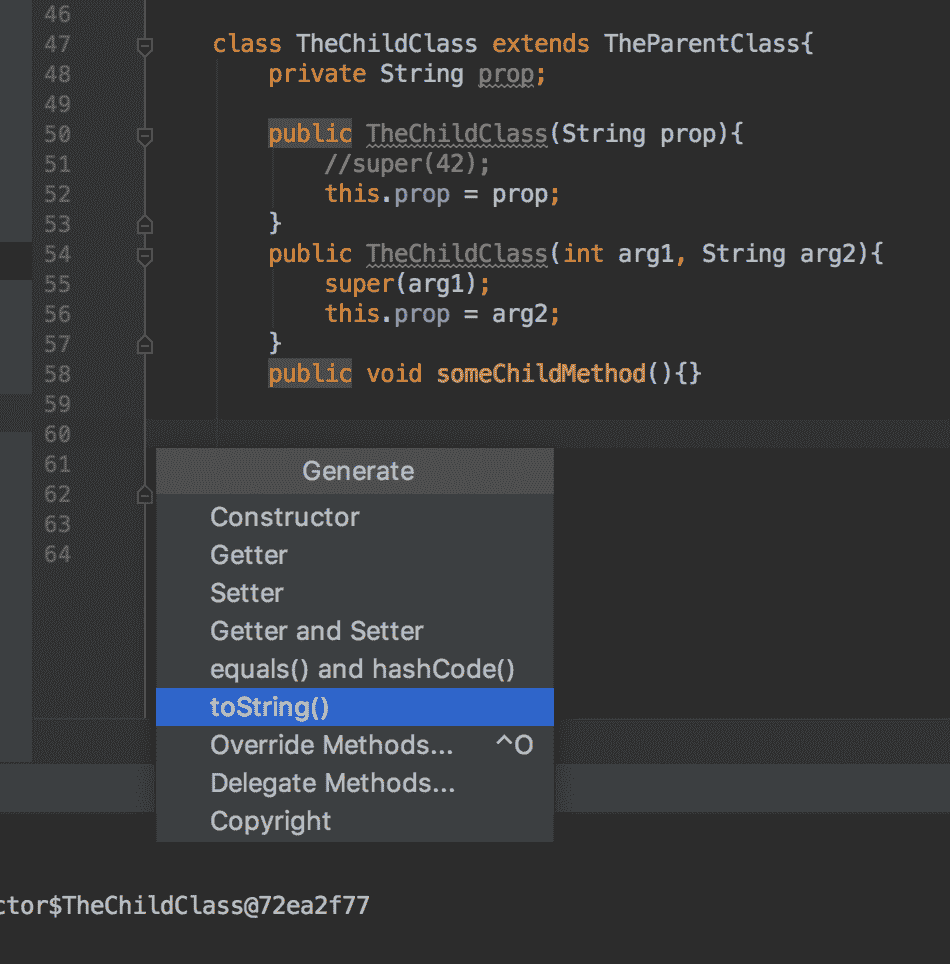 46
47 class TheChildClass extends TheParentClass{
48 private String prop;
49
50 public TheChildClass(String prop){
51 //super(42);
52 this.prop = prop;
53 }
54 public TheChildClass(int arg1, String arg2){
55 super(arg1);
56 this.prop = arg2;
57 }
58 public void someChildMethod(){}
59
60
61
62
63
64
Generate
Constructor
Getter
Setter
Getter and Setter
equals() and hashCode()
toString()
Override Methods... ^O
Delegate Methods...
Copyright
ctor$TheChildClass@72ea2f77